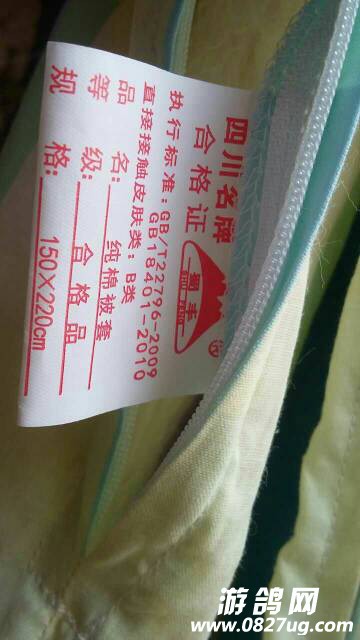 四川名牌
合格证
执行标准：GB/T22796-2009
GB18401-2010
直接接触皮肤类：B类
品名：纯棉被套
等级：合格品
规格：150×220cm
游鸽网
www.0827ug.com